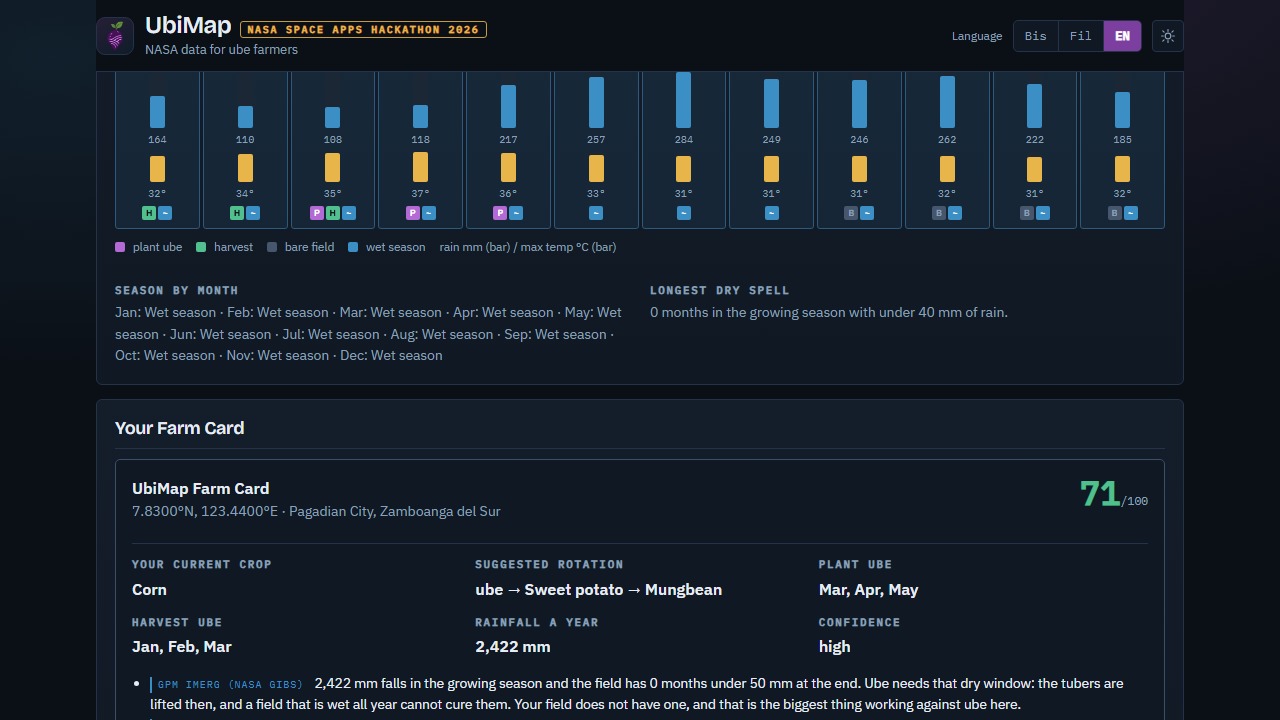 UbiMap NASA SPACE APPS HACKATHON 2026
NASA data for ube farmers
Language Bis Fil EN
164 110 108 118 217 257 284 249 246 262 222 185
32° 34° 35° 37° 36° 33° 31° 31° 31° 32° 31° 32°
H ~ H ~ P H ~ P ~ P ~ ~ ~ ~ B ~ B ~ B ~ B ~
plant ube harvest bare field wet season rain mm (bar) / max temp °C (bar)
SEASON BY MONTH
Jan: Wet season · Feb: Wet season · Mar: Wet season · Apr: Wet season · May: Wet
season · Jun: Wet season · Jul: Wet season · Aug: Wet season · Sep: Wet season ·
Oct: Wet season · Nov: Wet season · Dec: Wet season
LONGEST DRY SPELL
0 months in the growing season with under 40 mm of rain.
Your Farm Card
UbiMap Farm Card
7.8300°N, 123.4400°E · Pagadian City, Zamboanga del Sur
71/100
YOUR CURRENT CROP
Corn
SUGGESTED ROTATION
ube → Sweet potato → Mungbean
PLANT UBE
Mar, Apr, May
HARVEST UBE
Jan, Feb, Mar
RAINFALL A YEAR
2,422 mm
CONFIDENCE
high
GPM IMERG (NASA GIBS) 2,422 mm falls in the growing season and the field has 0 months under 50 mm at the end. Ube needs that dry window: the tubers are
lifted then, and a field that is wet all year cannot cure them. Your field does not have one, and that is the biggest thing working against ube here.